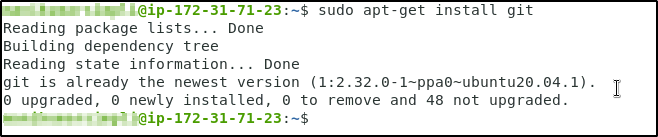 @ip-172-31-71-23:~$ sudo apt-get install git
Reading package lists... Done
Building dependency tree
Reading state information... Done
git is already the newest version (1:2.32.0-1~ppa0~ubuntu20.04.1).
0 upgraded, 0 newly installed, 0 to remove and 48 not upgraded.
@ip-172-31-71-23:~$